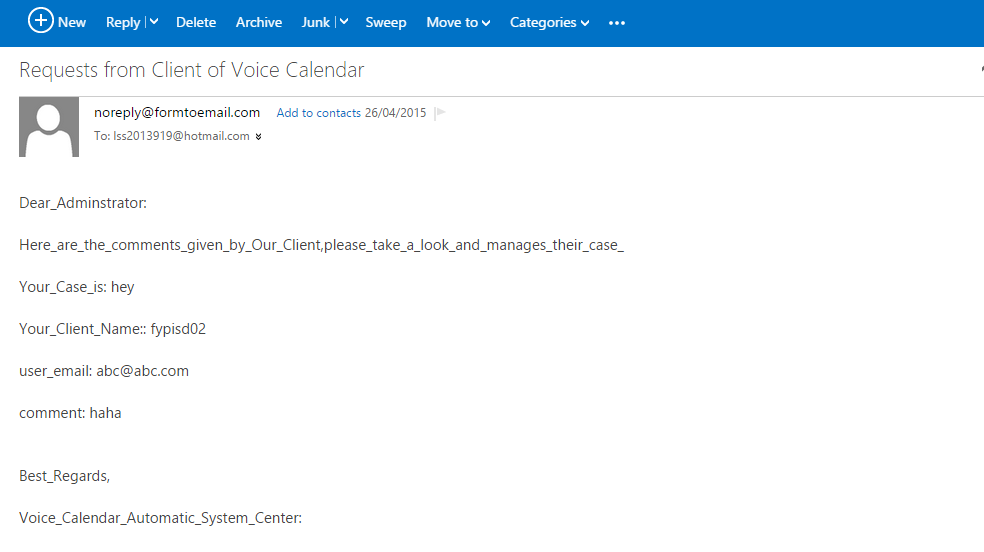 New Reply Delete Archive Junk Sweep Move to Categories
Requests from Client of Voice Calendar
noreply@formtoemail.com Add to contacts 26/04/2015
To: lss2013919@hotmail.com
Dear_Adminstrator:
Here_are_the_comments_given_by_Our_Client,please_take_a_look_and_manages_their_case_
Your_Case_is: hey
Your_Client_Name:: fypisd02
user_email: abc@abc.com
comment: haha
Best_Regards,
Voice_Calendar_Automatic_System_Center: